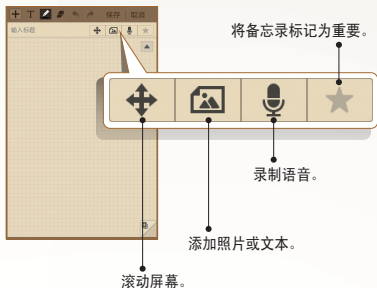 将备忘录标记为重要。
T 保存 取消
输入标题
录制语音。
添加照片或文本。
滚动屏幕。